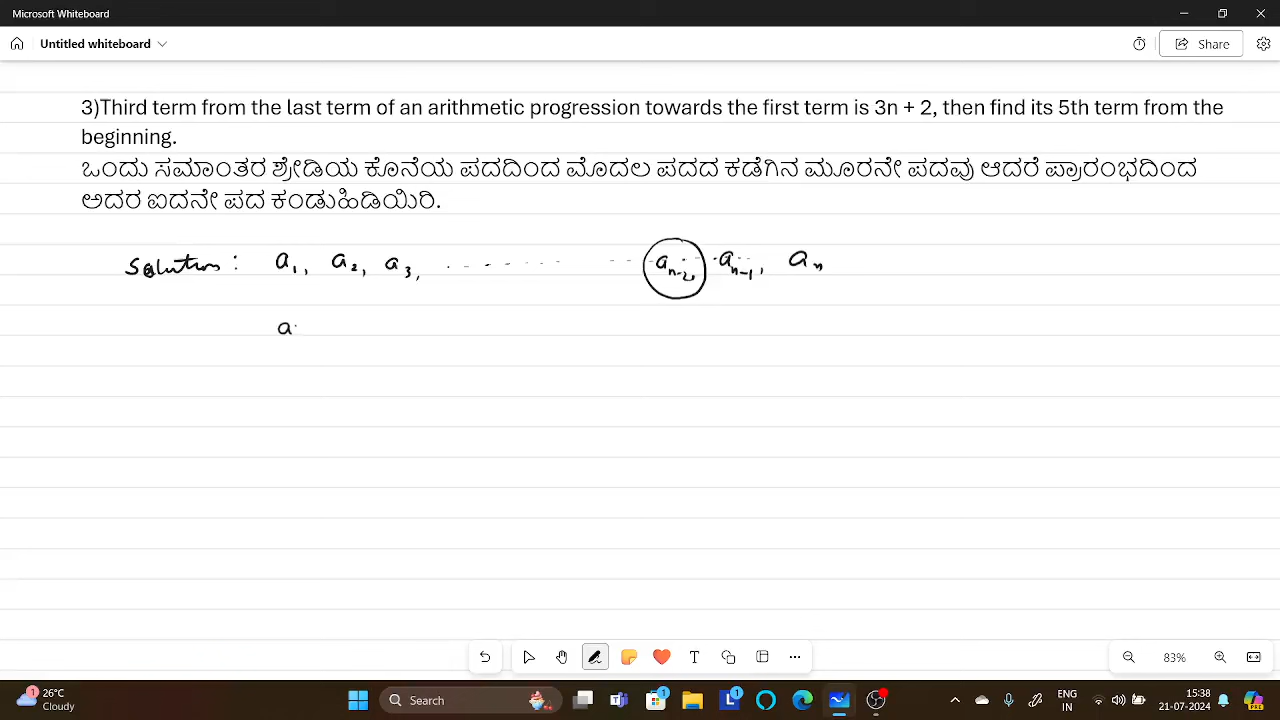 Microsoft Whiteboard
Untitled whiteboard
Share
3)Third term from the last term of an arithmetic progression towards the first term is 3n + 2, then find its 5th term from the
beginning.
ಒಂದು ಸಮಾಂತರ ಶ್ರೇಡಿಯ ಕೊನೆಯ ಪದದಿಂದ ಮೊದಲ ಪದದ ಕಡೆಗಿನ ಮೂರನೇ ಪದವು ಆದರೆ ಪ್ರಾರಂಭದಿಂದ
ಅದರ ಐದನೇ ಪದ ಕಂಡುಹಿಡಿಯಿರಿ.
Solution : a₁, a₂, a₃, ........ aₙ₋₂, aₙ₋₁, aₙ
a
83%
1 26°C
Cloudy
Search
ENG
IN
15:38
21-07-2024